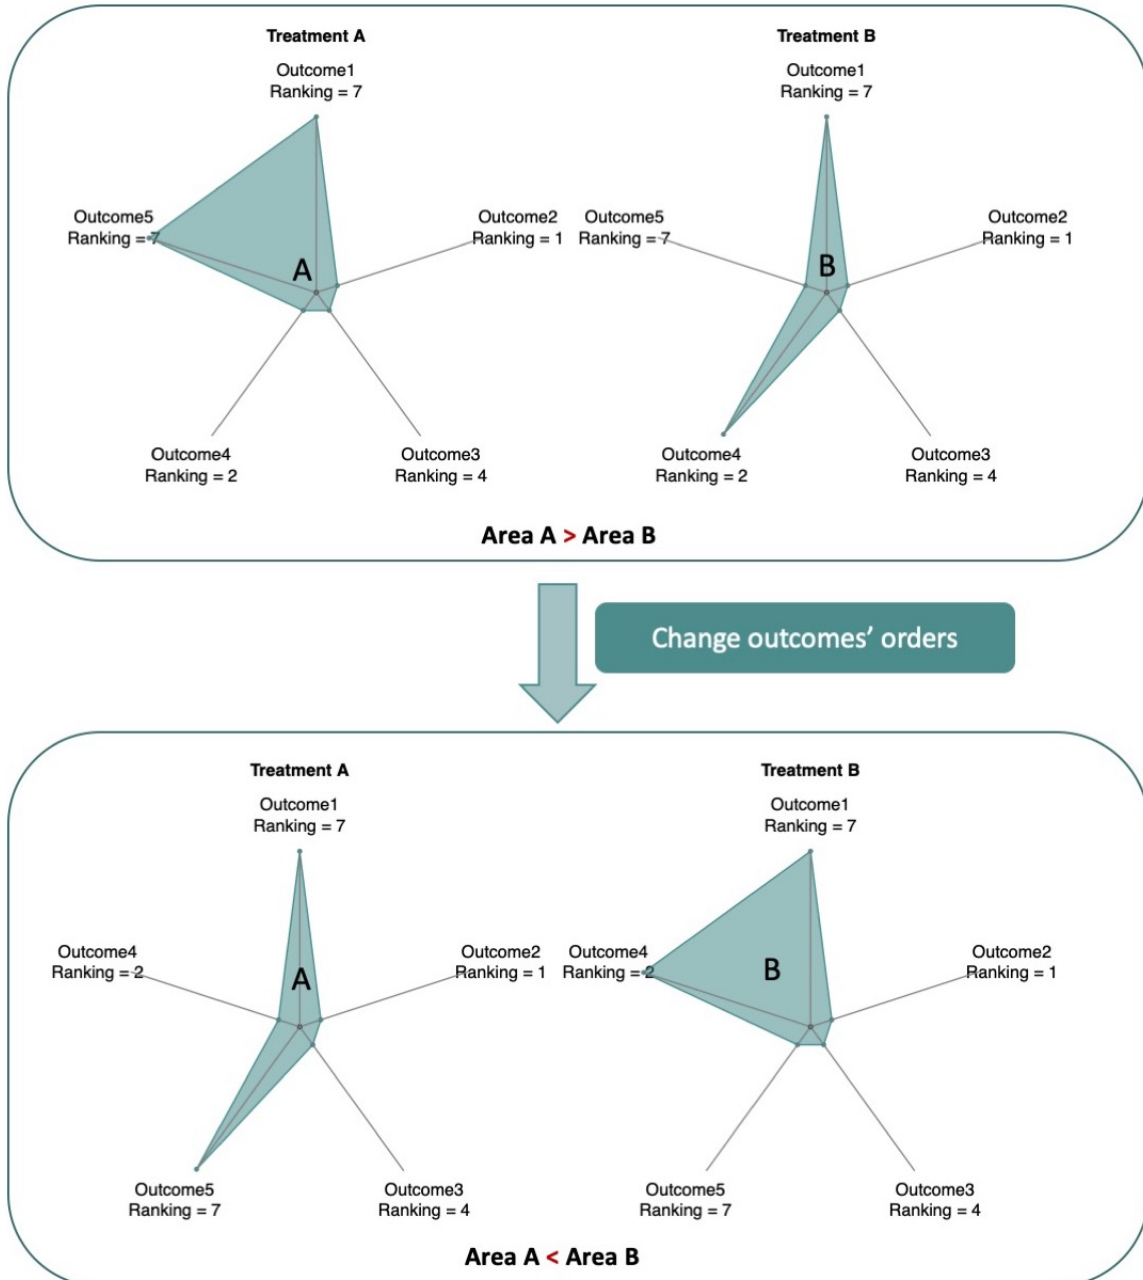 Treatment A
Treatment B
Outcome1
Ranking = 7
Outcome1
Ranking = 7
Outcome5
Ranking = 7
Outcome2
Ranking = 1
Outcome5
Ranking = 7
Outcome2
Ranking = 1
A
B
Outcome4
Ranking = 2
Outcome3
Ranking = 4
Outcome4
Ranking = 2
Outcome3
Ranking = 4
Area A > Area B
Change outcomes’ orders
Treatment A
Treatment B
Outcome1
Ranking = 7
Outcome1
Ranking = 7
Outcome4
Ranking = 2
Outcome2
Ranking = 1
Outcome4
Ranking = 2
Outcome2
Ranking = 1
A
B
Outcome5
Ranking = 7
Outcome3
Ranking = 4
Outcome5
Ranking = 7
Outcome3
Ranking = 4
Area A < Area B